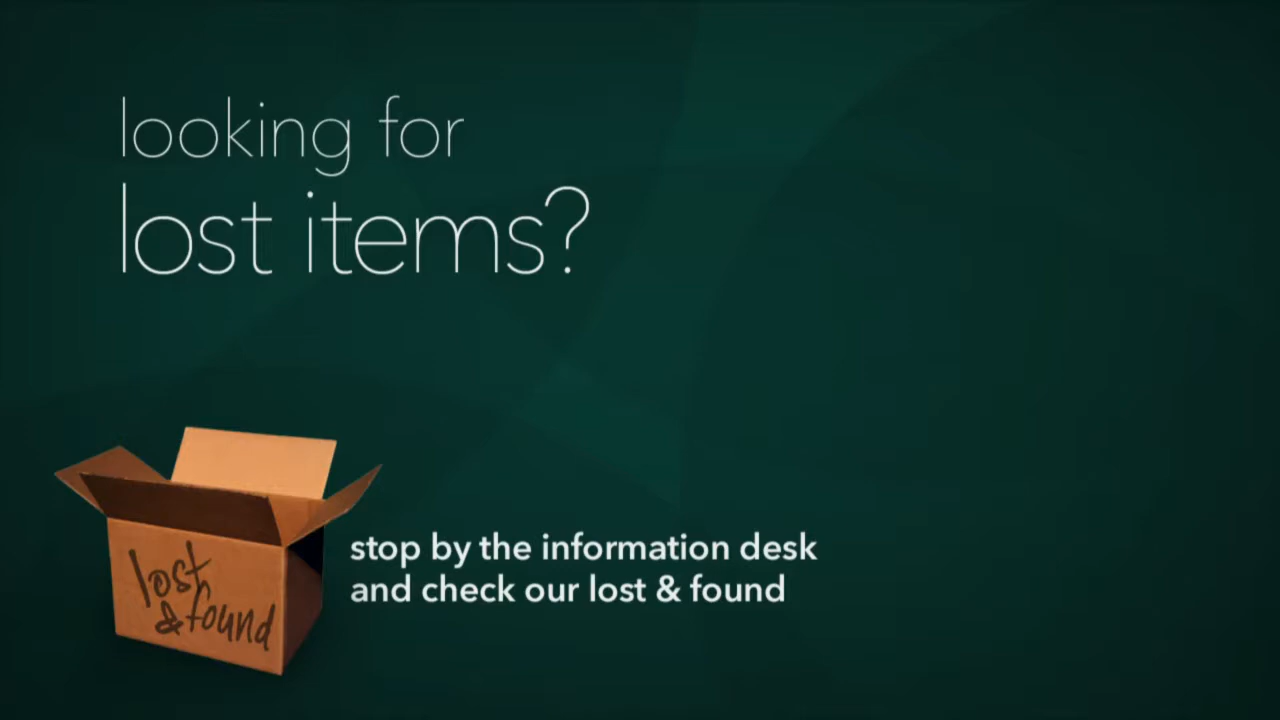 looking for
lost items?
lost
& found
stop by the information desk
and check our lost & found